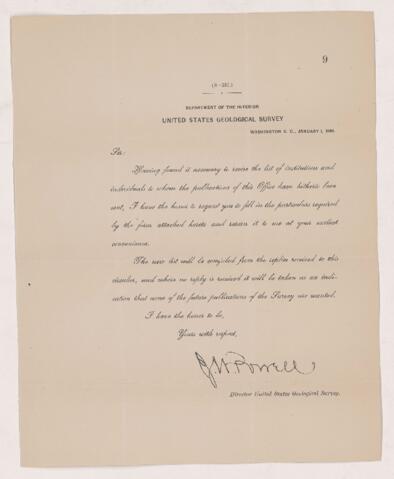 9
DEPARTMENT OF THE INTERIOR
UNITED STATES GEOLOGICAL SURVEY
WASHINGTON D. C., JANUARY 1,
Sir:
Having found it necessary to revise the list of institutions and
individuals to whom the publications of this Office have hitherto been
sent, I have the honor to request you to fill in the particulars required
by the form attached hereto and return it to me at your earliest
convenience.
The new list will be compiled from the replies received to this
circular, and where no reply is received it will be taken as an indi-
cation that none of the future publications of the Survey are wanted.
I have the honor to be,
Yours with respect,
J. W. Powell
Director United States Geological Survey.